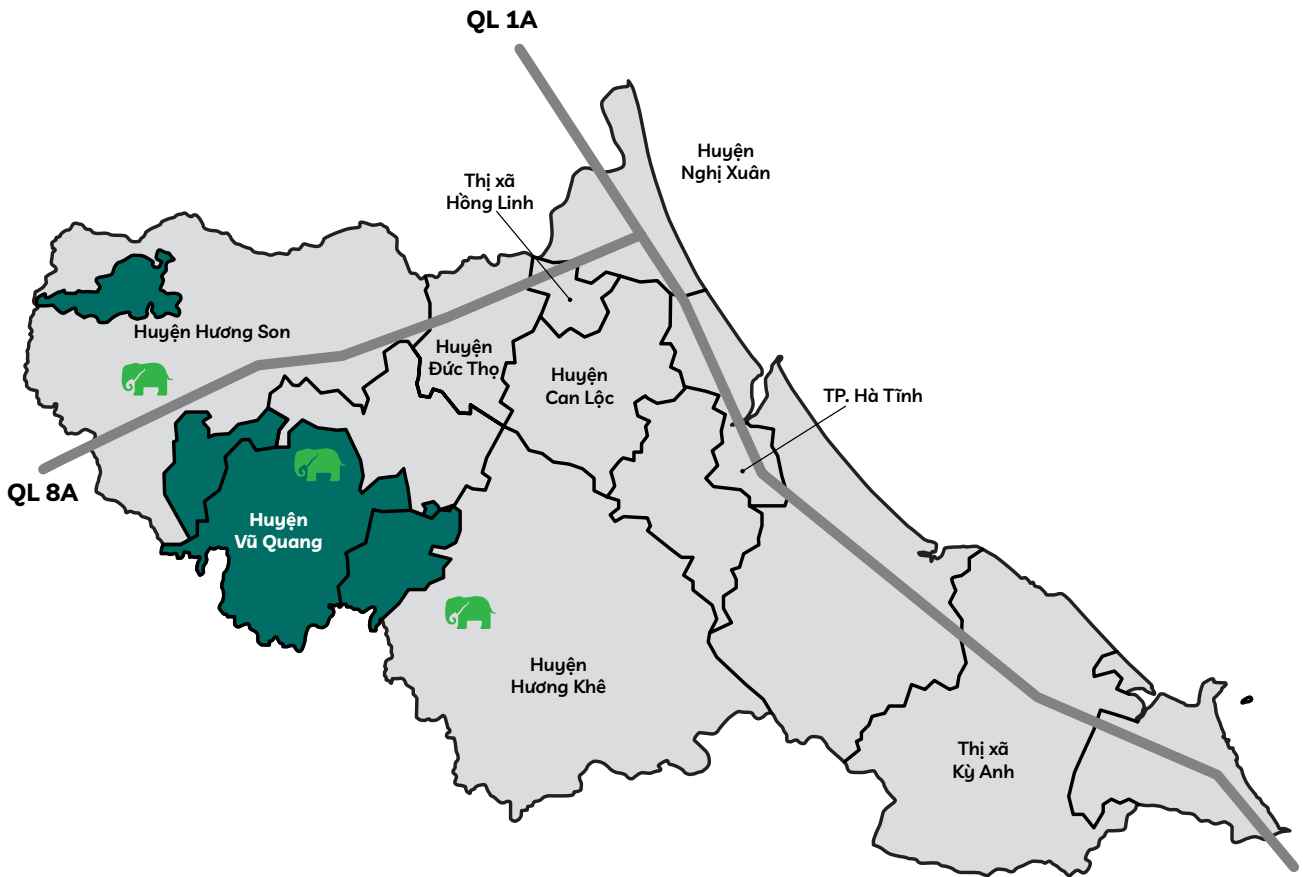 QL 1A
Huyện
Nghị Xuân
Thị xã
Hồng Linh
Huyện Hương Son
Huyện
Đức Thọ
Huyện
Can Lộc
TP. Hà Tĩnh
QL 8A
Huyện
Vũ Quang
Huyện
Hương Khê
Thị xã
Kỳ Anh